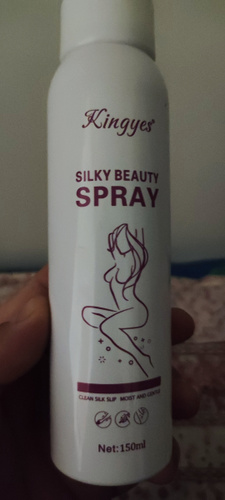 Kingyes®
SILKY BEAUTY
SPRAY
CLEAN SILK SLIP MOIST AND GENTLE
Net:150ml